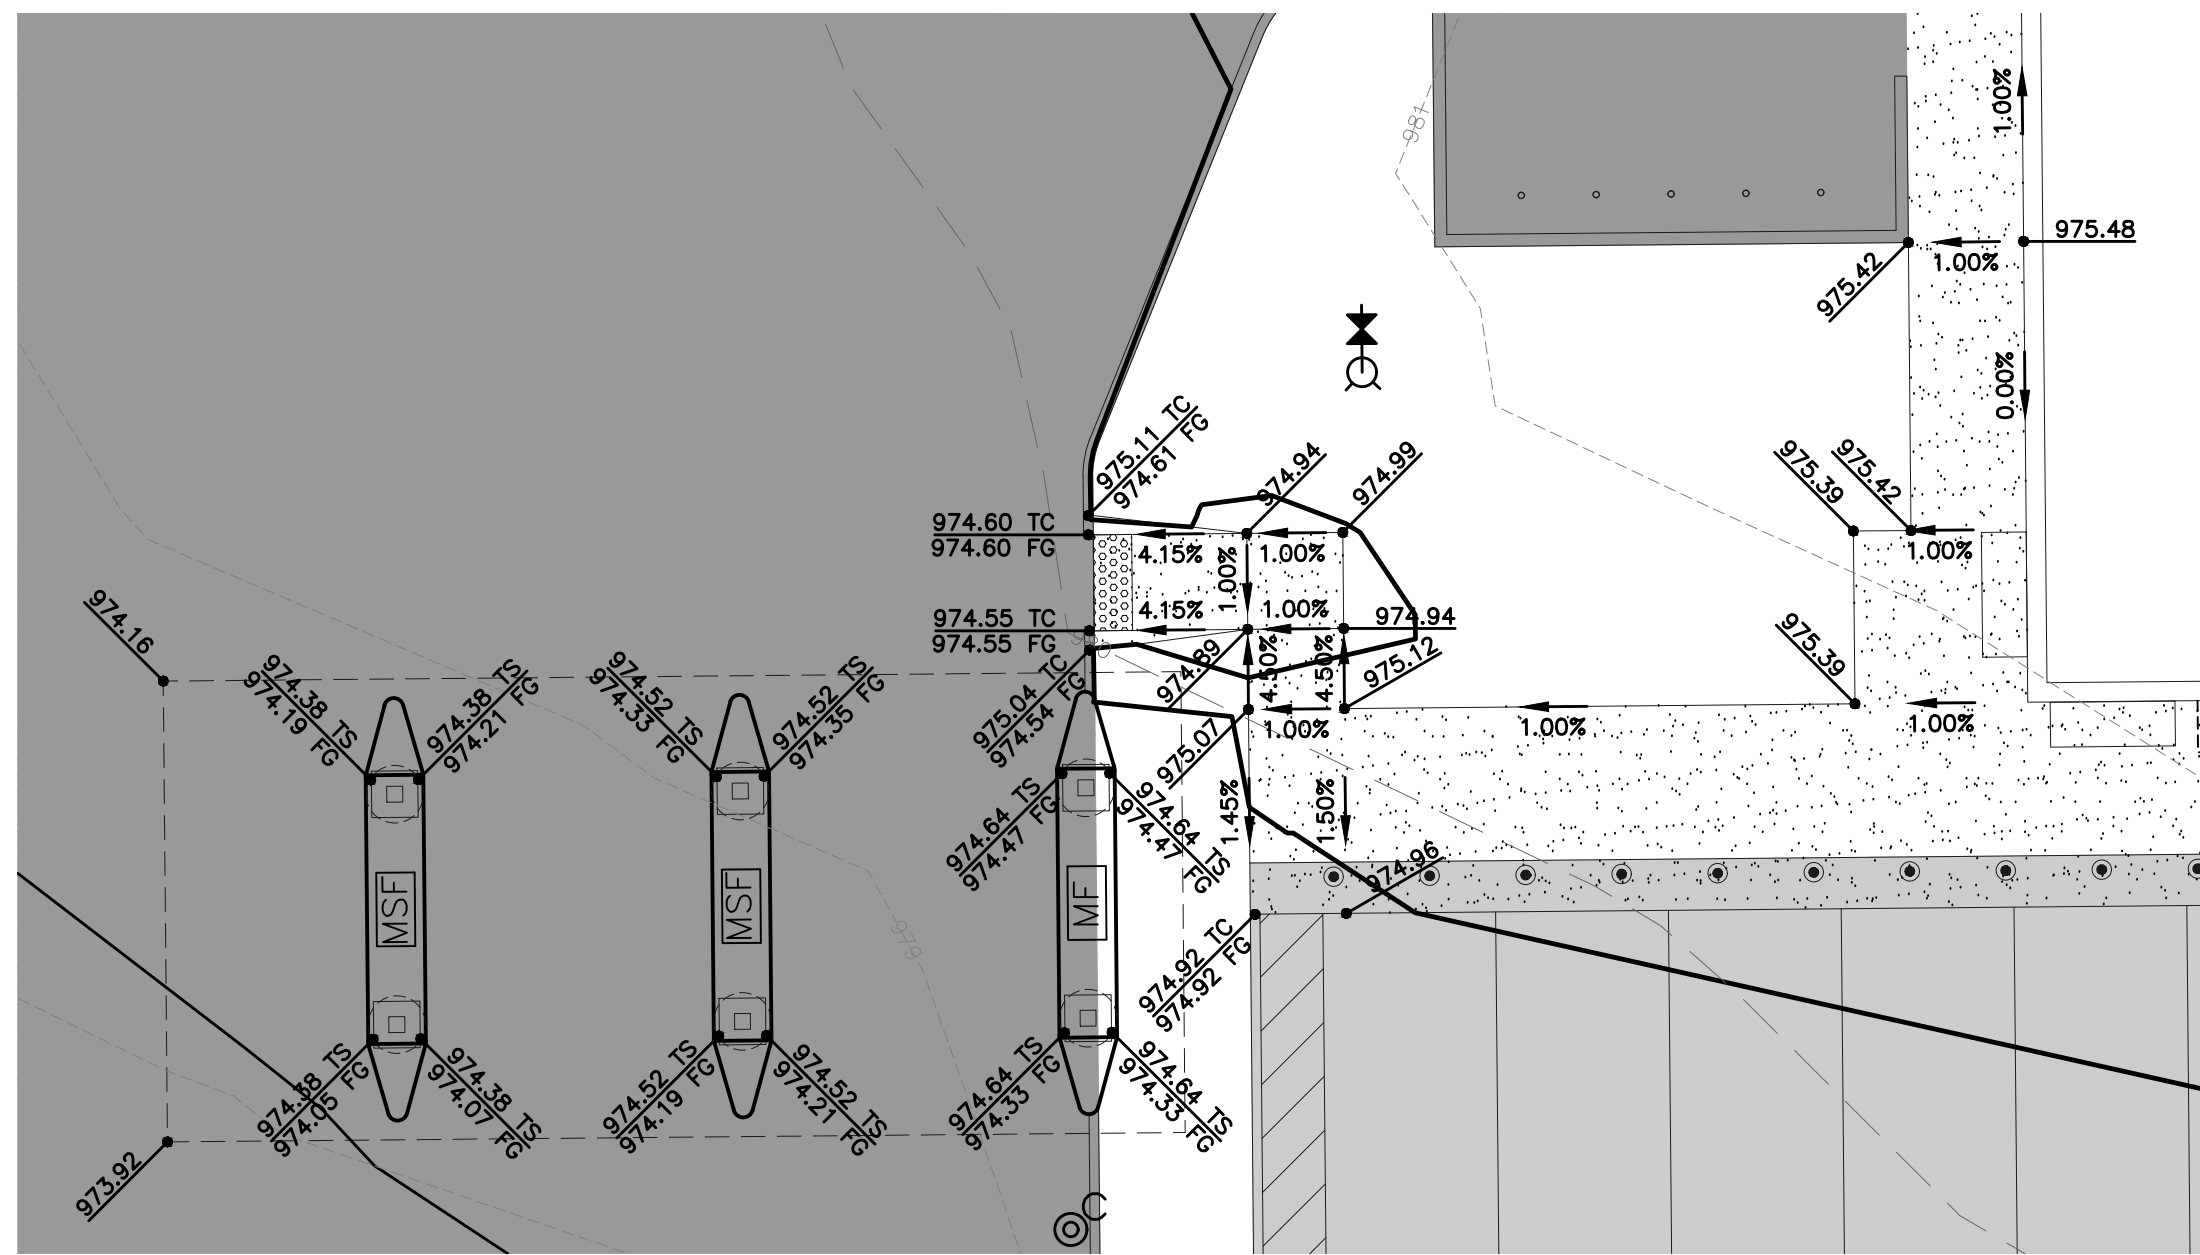 1.00%
981
975.48
1.00%
975.42
0.00%
975.11 TC
974.61 FG
974.94
974.99
975.39
975.42
974.60 TC
974.60 FG
4.15%
1.00%
1.00%
1.00%
974.55 TC
974.55 FG
4.15%
1.00%
974.94
974.16
974.38 TS
974.19 FG
974.38 TS
974.21 FG
974.52 TS
974.33 FG
974.52 TS
974.35 FG
975.04 TC
974.54 FG
974.89
4.50%
4.50%
975.12
975.39
975.07
1.00%
1.00%
1.00%
974.64 TS
974.47 FG
974.64 TS
974.47 FG
1.45%
1.50%
974.96
MSF
MSF
MF
979
974.92 TC
974.92 FG
974.38 TS
974.05 FG
974.38 TS
974.07 FG
974.52 TS
974.19 FG
974.52 TS
974.21 FG
974.64 TS
974.33 FG
974.64 TS
974.33 FG
973.92
C